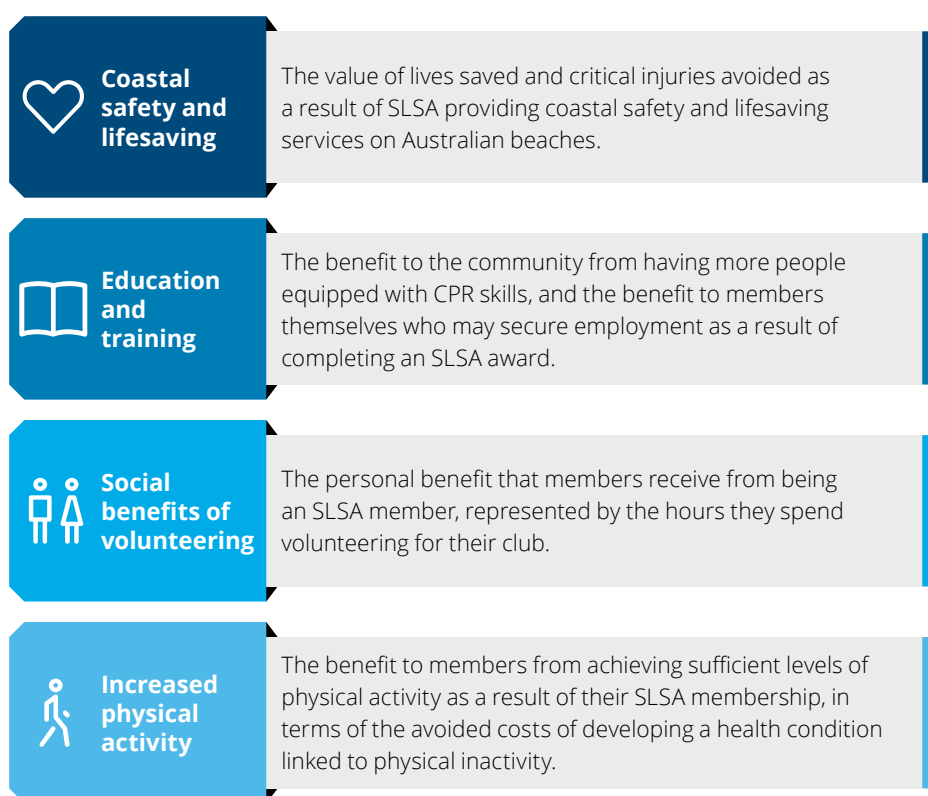 Coastal
safety and
lifesaving
The value of lives saved and critical injuries avoided as
a result of SLSA providing coastal safety and lifesaving
services on Australian beaches.
Education
and
training
The benefit to the community from having more people
equipped with CPR skills, and the benefit to members
themselves who may secure employment as a result of
completing an SLSA award.
Social
benefits of
volunteering
The personal benefit that members receive from being
an SLSA member, represented by the hours they spend
volunteering for their club.
Increased
physical
activity
The benefit to members from achieving sufficient levels of
physical activity as a result of their SLSA membership, in
terms of the avoided costs of developing a health condition
linked to physical inactivity.